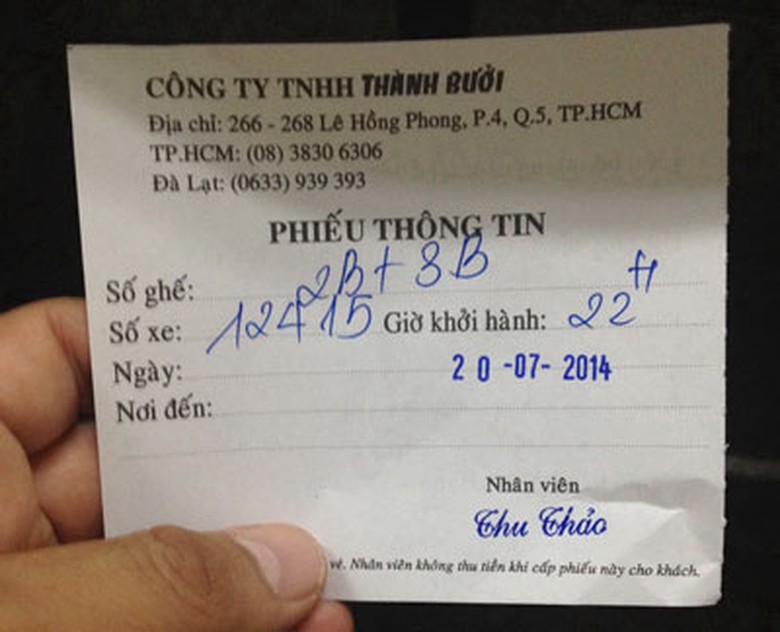 CÔNG TY TNHH THÀNH BƯỞI
Địa chỉ: 266 - 268 Lê Hồng Phong, P.4, Q.5, TP.HCM
TP.HCM: (08) 3830 6306
Đà Lạt: (0633) 939 393
PHIẾU THÔNG TIN
Số ghế: 2B + 3B
Số xe: 12415 Giờ khởi hành: 22 H
Ngày: 20-07-2014
Nơi đến:
Nhân viên
Thu Thảo
vé. Nhân viên không thu tiền khi cấp phiếu này cho khách.